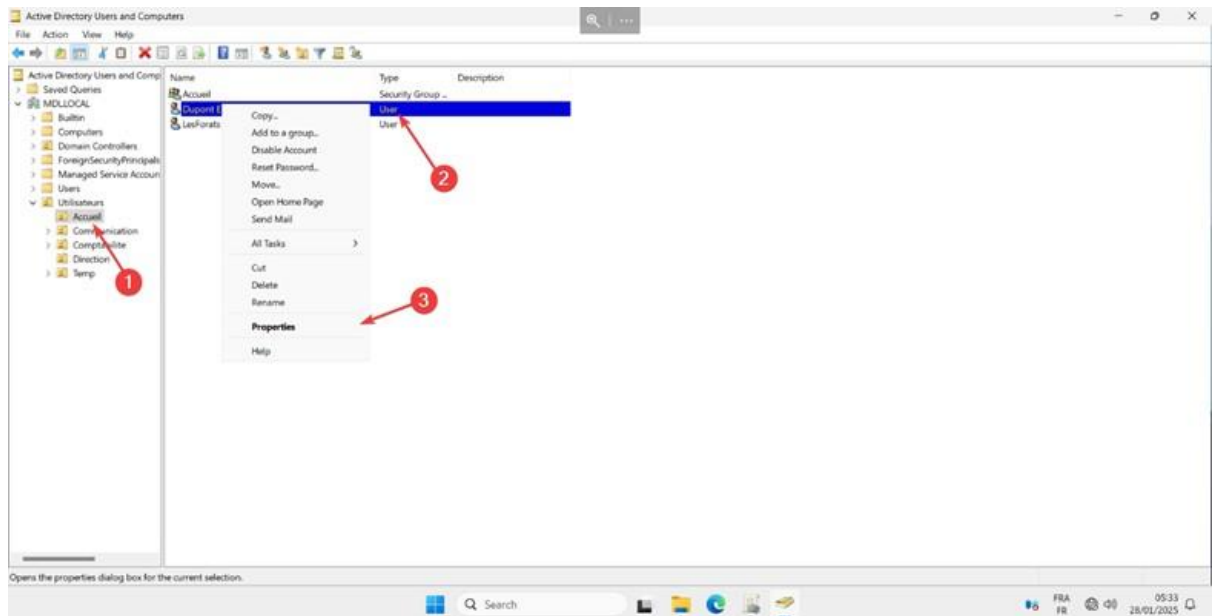 Active Directory Users and Computers
File Action View Help
Active Directory Users and Comp
Saved Queries
MDLLOCAL
Builtin
Computers
Domain Controllers
ForeignSecurityPrincipals
Managed Service Accoun
Users
Utilisateurs
Accueil
Communication
Comptabilite
Direction
Temp
1
Name Type Description
Accueil Security Group ...
Dupont E User
LesForats User
2
Copy...
Add to a group...
Disable Account
Reset Password...
Move...
Open Home Page
Send Mail
All Tasks
Cut
Delete
Rename
Properties
Help
3
Opens the properties dialog box for the current selection.
Search
FRA
FR
05:33
28/01/2025